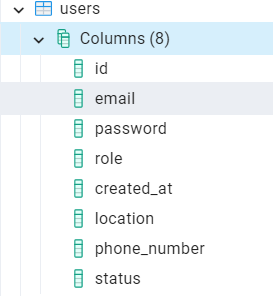 users
Columns (8)
id
email
password
role
created_at
location
phone_number
status